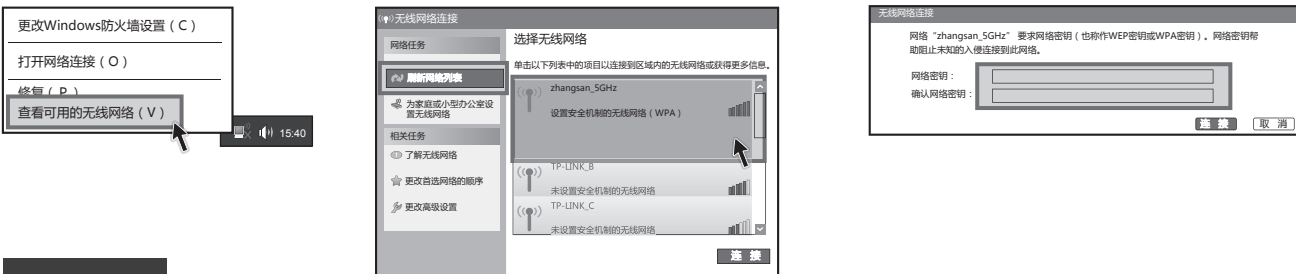 更改Windows防火墙设置（C）
打开网络连接（O）
修复（P）
查看可用的无线网络（V）
15:40
无线网络连接
网络任务
刷新网络列表
为家庭或小型办公室设
置无线网络
相关任务
了解无线网络
更改首选网络的顺序
更改高级设置
选择无线网络
单击以下列表中的项目以连接到区域内的无线网络或获得更多信息。
zhangsan_5GHz
设置安全机制的无线网络（WPA）
TP-LINK_B
未设置安全机制的无线网络
TP-LINK_C
未设置安全机制的无线网络
连 接
无线网络连接
网络“zhangsan_5GHz” 要求网络密钥（也称作WEP密钥或WPA密钥）。网络密钥帮
助阻止未知的入侵连接到此网络。
网络密钥：
确认网络密钥：
连 接 取 消